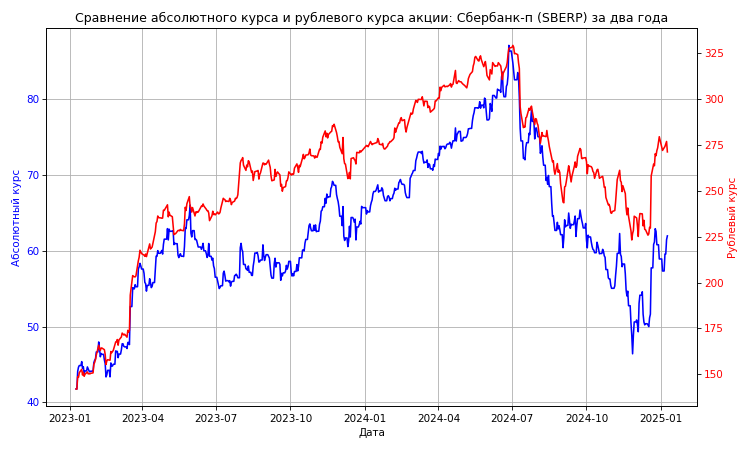 Сравнение абсолютного курса и рублевого курса акции: Сбербанк-п (SBERP) за два года
Абсолютный курс
80
70
60
50
40
325
300
275
250
225
200
175
150
Рублевый курс
2023-01 2023-04 2023-07 2023-10 2024-01 2024-04 2024-07 2024-10 2025-01
Дата